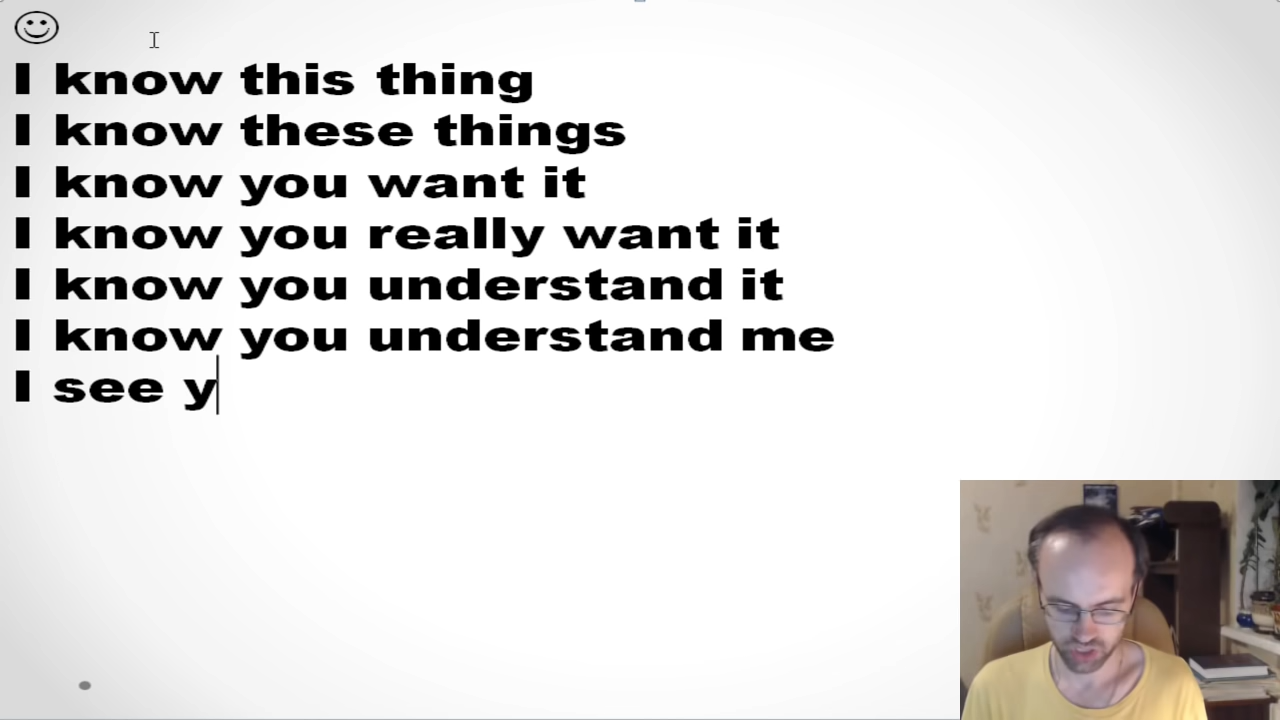 I know this thing
I know these things
I know you want it
I know you really want it
I know you understand it
I know you understand me
I see y